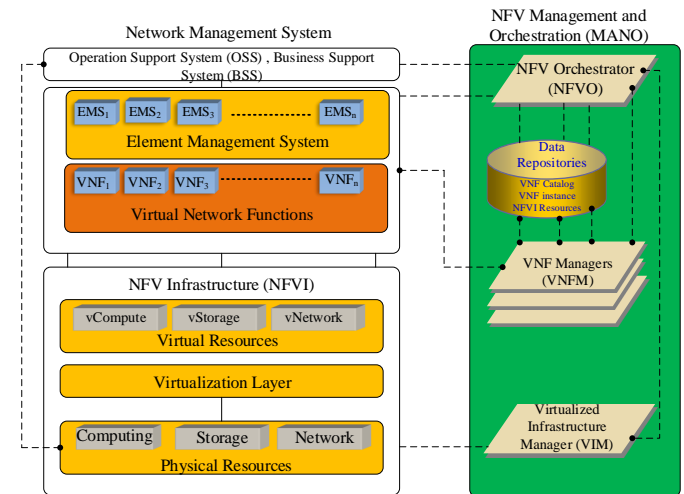 Network Management System
Operation Support System (OSS) , Business Support
System (BSS)
EMS1
EMS2
EMS3
EMSn
Element Management System
VNF1
VNF2
VNF3
VNFn
Virtual Network Functions
NFV Infrastructure (NFVI)
vCompute
vStorage
vNetwork
Virtual Resources
Virtualization Layer
Computing
Storage
Network
Physical Resources
NFV Management and
Orchestration (MANO)
NFV Orchestrator
(NFVO)
Data
Repositories
VNF Catalog
VNF instance
NFVI Resources
VNF Managers
(VNFM)
Virtualized
Infrastructure
Manager (VIM)